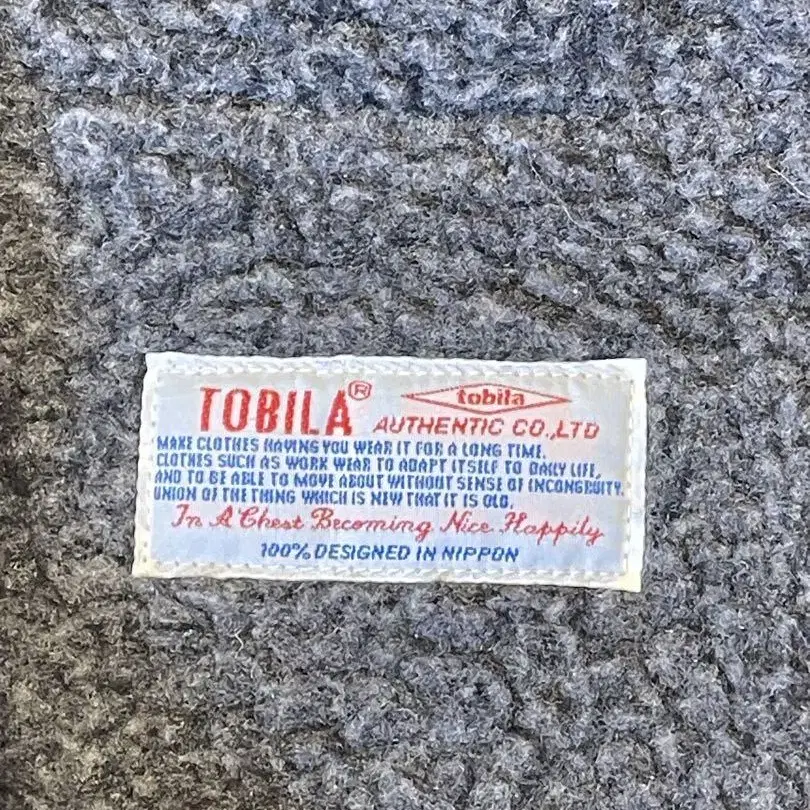 TOBILA® tobila
AUTHENTIC CO.,LTD
MAKE CLOTHES HAVING YOU WEAR IT FOR A LONG TIME.
CLOTHES SUCH AS WORK WEAR TO ADAPT ITSELF TO DAILY LIFE,
AND TO BE ABLE TO MOVE ABOUT WITHOUT SENSE OF INCONGRUITY.
UNION OF THE THING WHICH IS NEW THAT IT IS OLD.
In A Chest Becoming Nice Happily
100% DESIGNED IN NIPPON